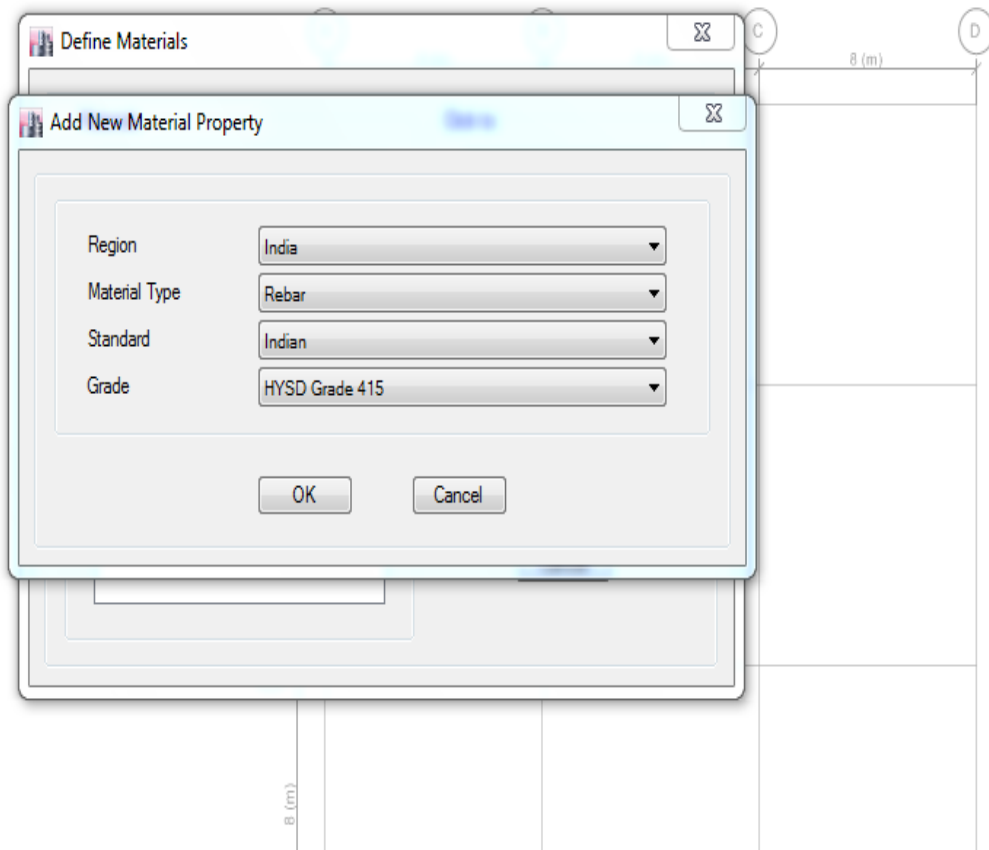 Define Materials
C
D
8 (m)
Add New Material Property
Region
India
Material Type
Rebar
Standard
Indian
Grade
HYSD Grade 415
OK
Cancel
8 (m)